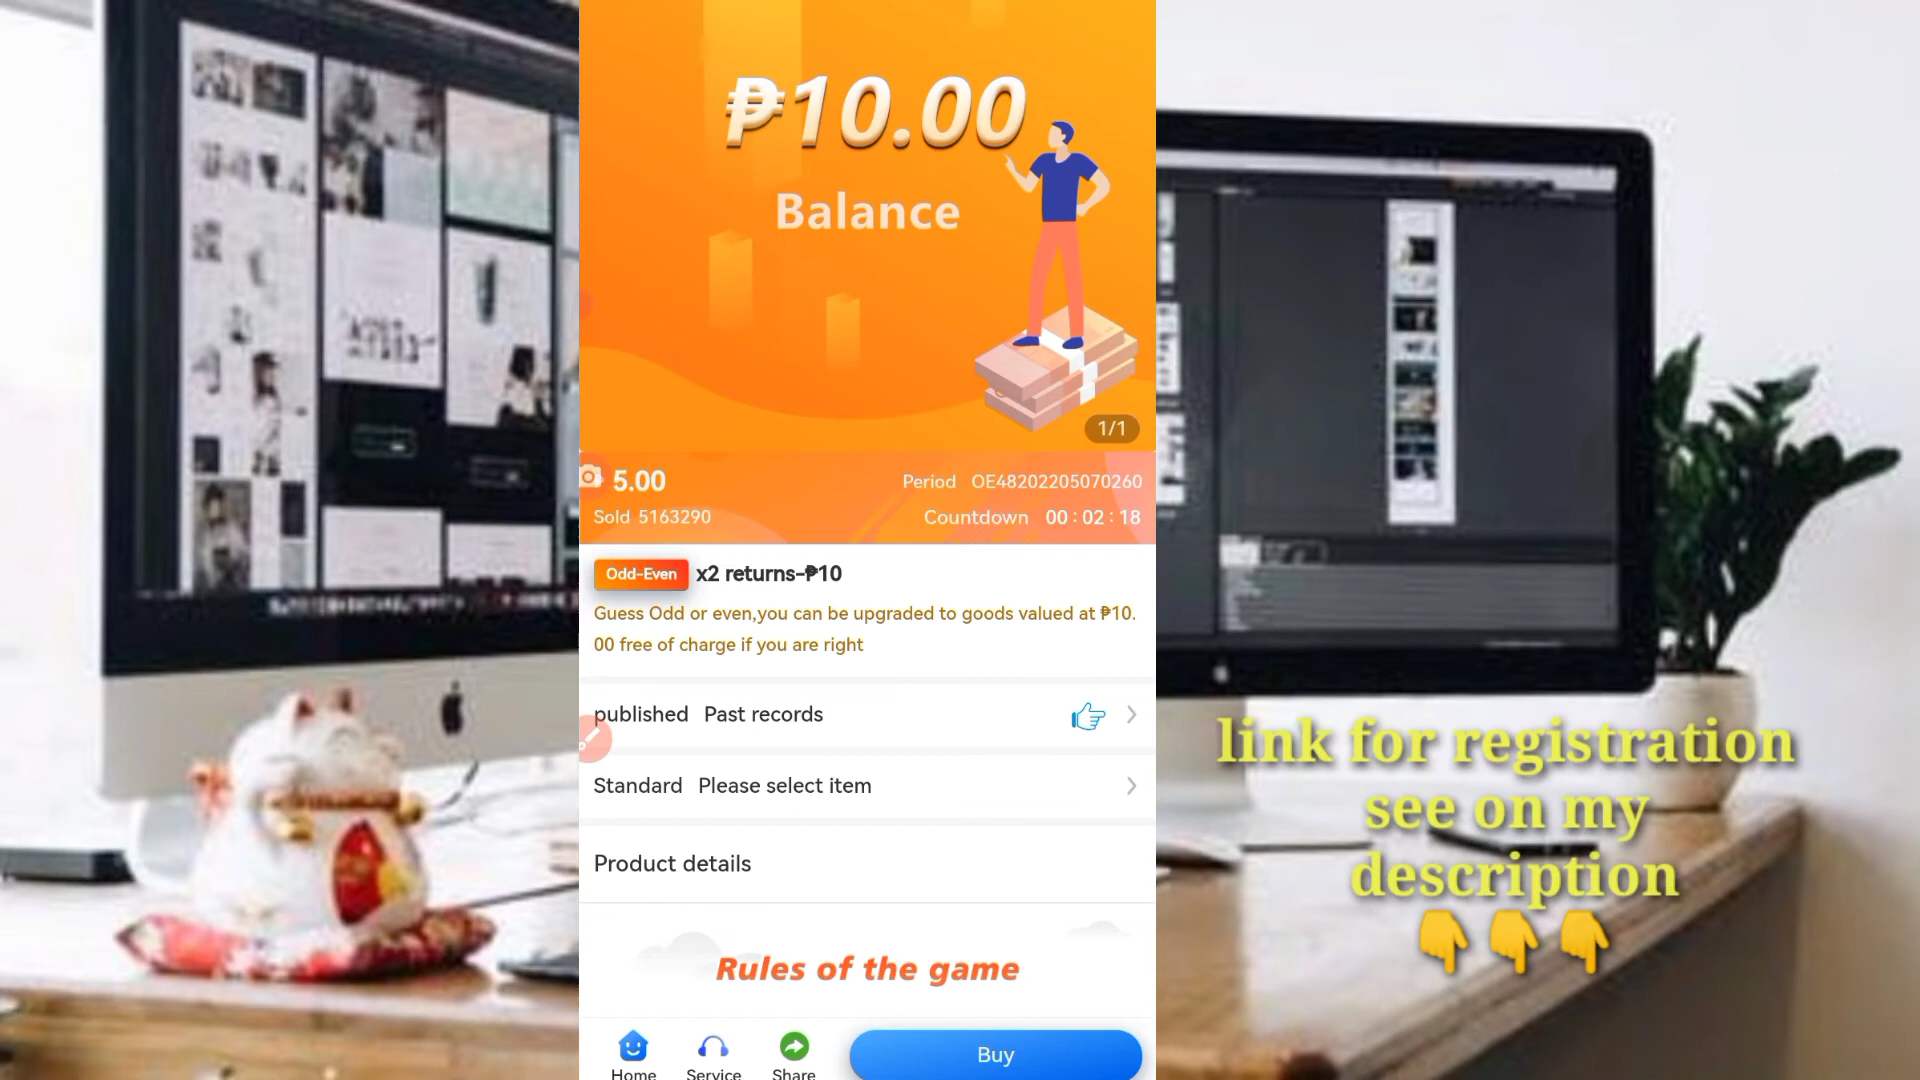 ₱10.00
Balance
1/1
5.00
Period OE48202205070260
Sold 5163290
Countdown 00 : 02 : 18
Odd-Even x2 returns-₱10
Guess Odd or even,you can be upgraded to goods valued at ₱10.
00 free of charge if you are right
published Past records
Standard Please select item
Product details
Rules of the game
Home
Service
Share
Buy
link for registration
see on my
description